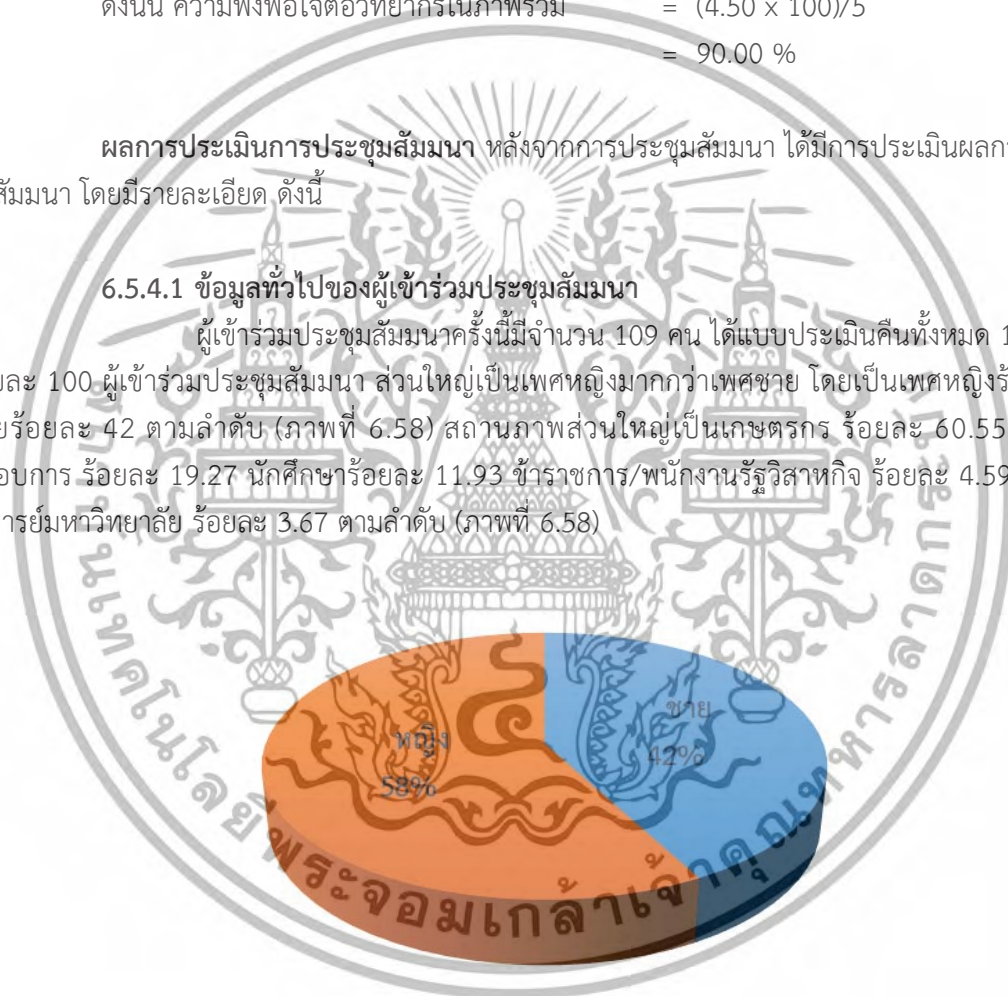 ดังนั้น ความพึงพอใจต่อวิทยากรในภาพรวม = (4.50 x 100)/5
= 90.00 %
ผลการประเมินการประชุมสัมมนา หลังจากการประชุมสัมมนา ได้มีการประเมินผลก
สัมมนา โดยมีรายละเอียด ดังนี้
6.5.4.1 ข้อมูลทั่วไปของผู้เข้าร่วมประชุมสัมมนา
ผู้เข้าร่วมประชุมสัมมนาครั้งนี้มีจำนวน 109 คน ได้แบบประเมินคืนทั้งหมด 1
ละ 100 ผู้เข้าร่วมประชุมสัมมนา ส่วนใหญ่เป็นเพศหญิงมากกว่าเพศชาย โดยเป็นเพศหญิงร้
ยร้อยละ 42 ตามลำดับ (ภาพที่ 6.58) สถานภาพส่วนใหญ่เป็นเกษตรกร ร้อยละ 60.55
อบการ ร้อยละ 19.27 นักศึกษาร้อยละ 11.93 ข้าราชการ/พนักงานรัฐวิสาหกิจ ร้อยละ 4.59
ารย์มหาวิทยาลัย ร้อยละ 3.67 ตามลำดับ (ภาพที่ 6.58)
ชาย
42%
หญิง
58%
นเทคโนโลยีพระจอมเกล้าเจ้าคุณทหารลาดกระบัง